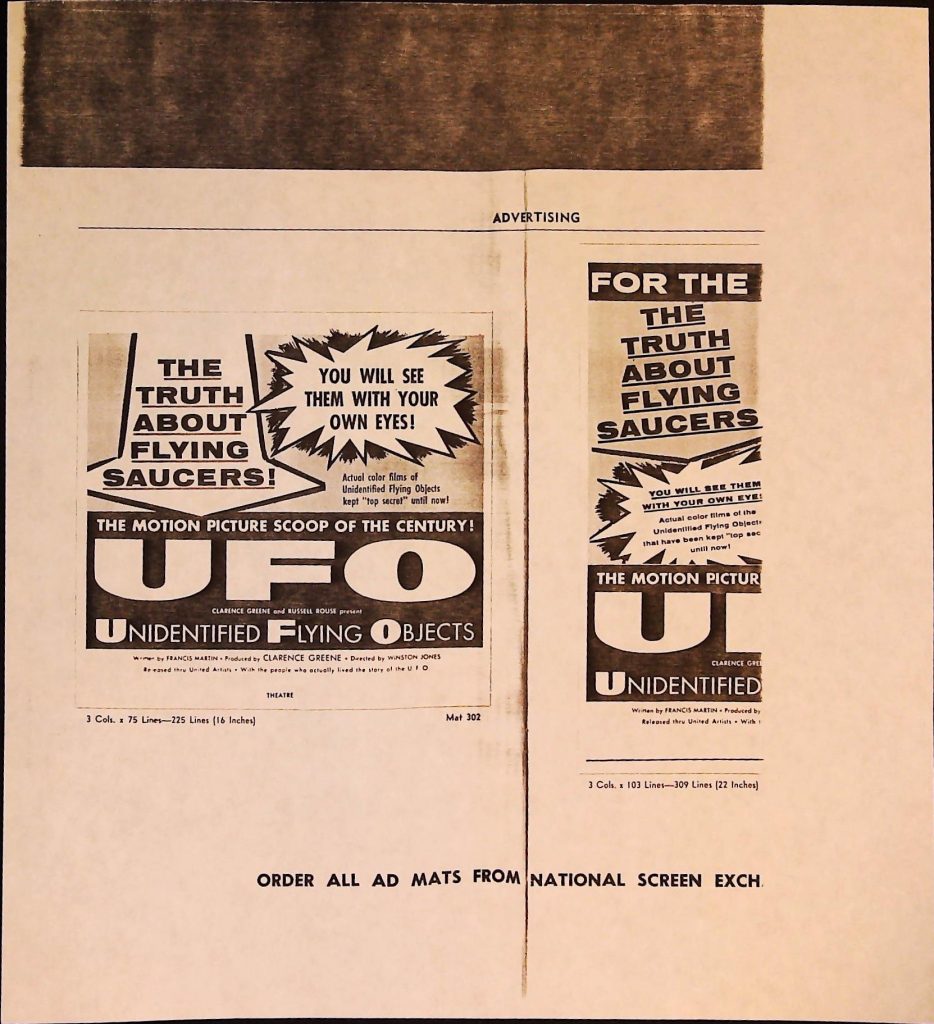 ADVERTISING
THE
TRUTH
ABOUT
FLYING
SAUCERS!
YOU WILL SEE
THEM WITH YOUR
OWN EYES!
Actual color films of
Unidentified Flying Objects
kept "top secret" until now!
THE MOTION PICTURE SCOOP OF THE CENTURY!
UFO
CLARENCE GREENE and RUSSELL ROUSE present
UNIDENTIFIED FLYING OBJECTS
Written by FRANCIS MARTIN • Produced by CLARENCE GREENE • Directed by WINSTON JONES
Released thru United Artists • With the people who actually lived the story of the U F O
THEATRE
3 Cols. x 75 Lines—225 Lines (16 Inches)
Mat 302
FOR THE
THE
TRUTH
ABOUT
FLYING
SAUCERS
YOU WILL SEE THEM
WITH YOUR OWN EYES
Actual color films of the
Unidentified Flying Objects
that have been kept "top sec
until now!
THE MOTION PICTUR
U
CLARENCE GREE
UNIDENTIFIED
Written by FRANCIS MARTIN • Produced by
Released thru United Artists • With
3 Cols. x 103 Lines—309 Lines (22 Inches)
ORDER ALL AD MATS FROM NATIONAL SCREEN EXCH